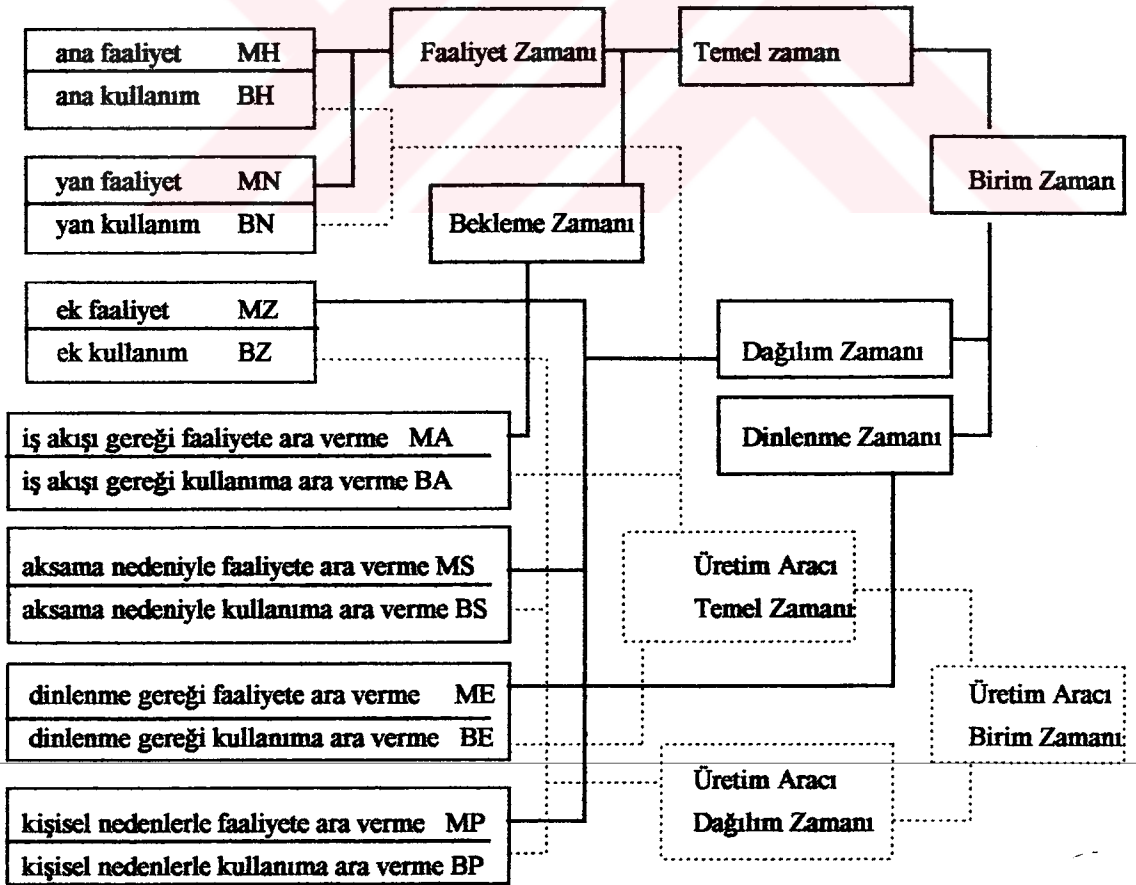 ana faaliyet MH
ana kullanım BH
Faaliyet Zamanı
Temel zaman
yan faaliyet MN
yan kullanım BN
Bekleme Zamanı
Birim Zaman
ek faaliyet MZ
ek kullanım BZ
Dağılım Zamanı
Dinlenme Zamanı
iş akışı gereği faaliyete ara verme MA
iş akışı gereği kullanıma ara verme BA
aksama nedeniyle faaliyete ara verme MS
aksama nedeniyle kullanıma ara verme BS
Üretim Aracı
Temel Zamanı
dinlenme gereği faaliyete ara verme ME
dinlenme gereği kullanıma ara verme BE
Üretim Aracı
Birim Zamanı
Üretim Aracı
Dağılım Zamanı
kişisel nedenlerle faaliyete ara verme MP
kişisel nedenlerle kullanıma ara verme BP